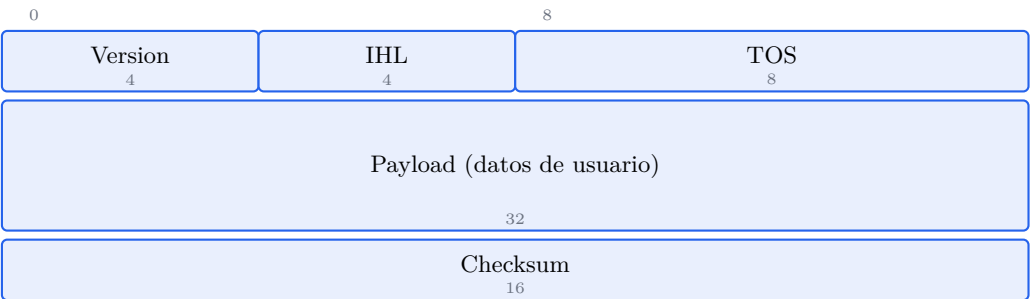 0 8
Version IHL TOS
4 4 8
Payload (datos de usuario)
32
Checksum
16